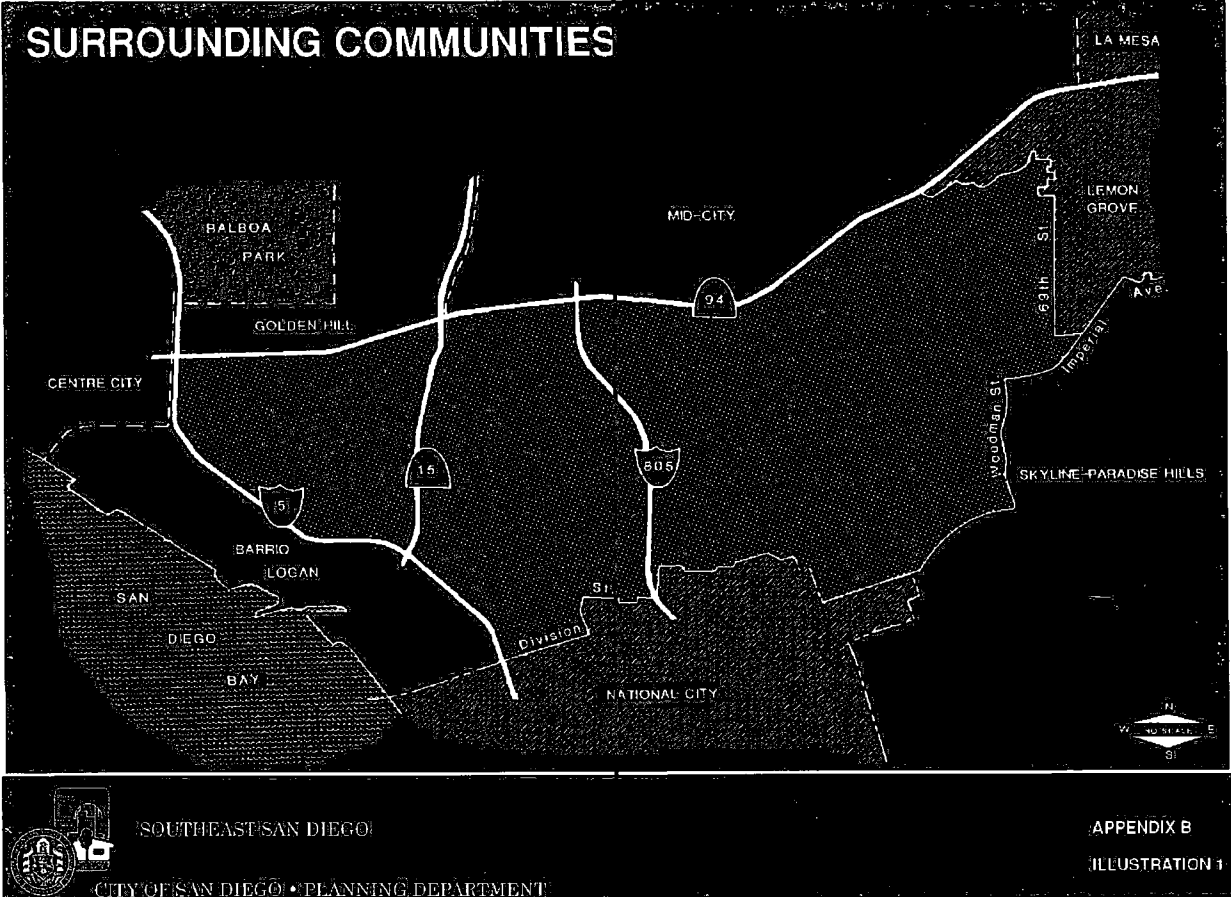 SURROUNDING COMMUNITIES
LA MESA
MID-CITY
LEMON
GROVE
BALBOA
PARK
69th St
94
Ave
GOLDEN HILL
Imperial
CENTRE CITY
Woodman St
15
805
SKYLINE-PARADISE HILLS
5
BARRIO
LOGAN
SAN
DIEGO
BAY
Division St
NATIONAL CITY
N
W NO SCALE E
S
SOUTHEAST SAN DIEGO
CITY OF SAN DIEGO • PLANNING DEPARTMENT
APPENDIX B
ILLUSTRATION 1